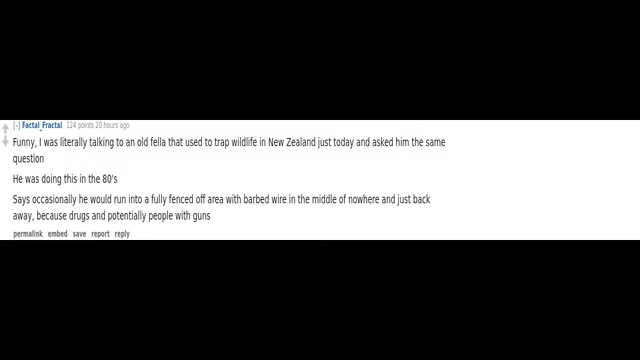 [-] Factal_Fractal 124 points 20 hours ago
Funny, I was literally talking to an old fella that used to trap wildlife in New Zealand just today and asked him the same
question
He was doing this in the 80's
Says occasionally he would run into a fully fenced off area with barbed wire in the middle of nowhere and just back
away, because drugs and potentially people with guns
permalink embed save report reply